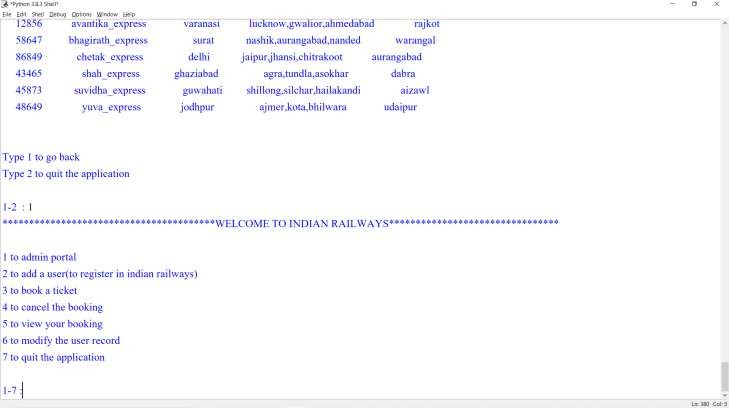 *Python 3.8.3 Shell*
File Edit Shell Debug Options Window Help
12856 avantika_express varanasi lucknow,gwalior,ahmedabad rajkot
58647 bhagirath_express surat nashik,aurangabad,nanded warangal
86849 chetak_express delhi jaipur,jhansi,chitrakoot aurangabad
43465 shah_express ghaziabad agra,tundla,asokhar dabra
45873 suvidha_express guwahati shillong,silchar,hailakandi aizawl
48649 yuva_express jodhpur ajmer,kota,bhilwara udaipur
Type 1 to go back
Type 2 to quit the application
1-2 : 1
****************************************WELCOME TO INDIAN RAILWAYS********************************
1 to admin portal
2 to add a user(to register in indian railways)
3 to book a ticket
4 to cancel the booking
5 to view your booking
6 to modify the user record
7 to quit the application
1-7 :
Ln: 380 Col: 5